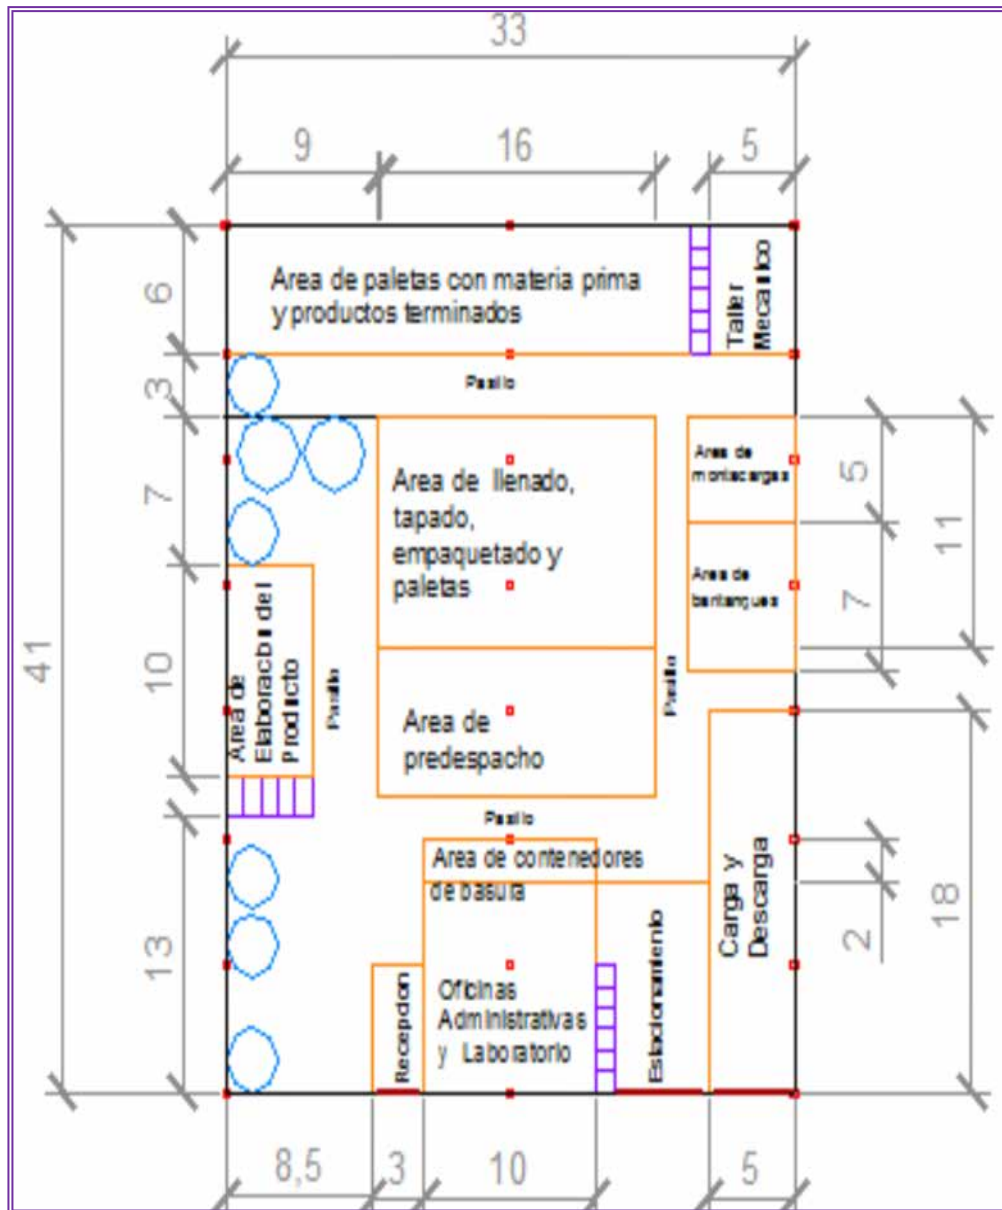 33
9
16
5
Area de paletas con materia prima
y productos terminados
Taller
Mecanico
6
3
Pasillo
41
7
Area de llenado,
tapado,
empaquetado y
paletas
Area de
montacargas
5
11
Area de
7
10
Area de
Elaboracion del
Producto
Pasillo
Pasillo
Area de
predespacho
Pasillo
13
Area de contenedores
de basura
2
18
Carga y
Descarga
Estacionamiento
Recepcion
Oficinas
Administrativas
y Laboratorio
8,5
3
10
5